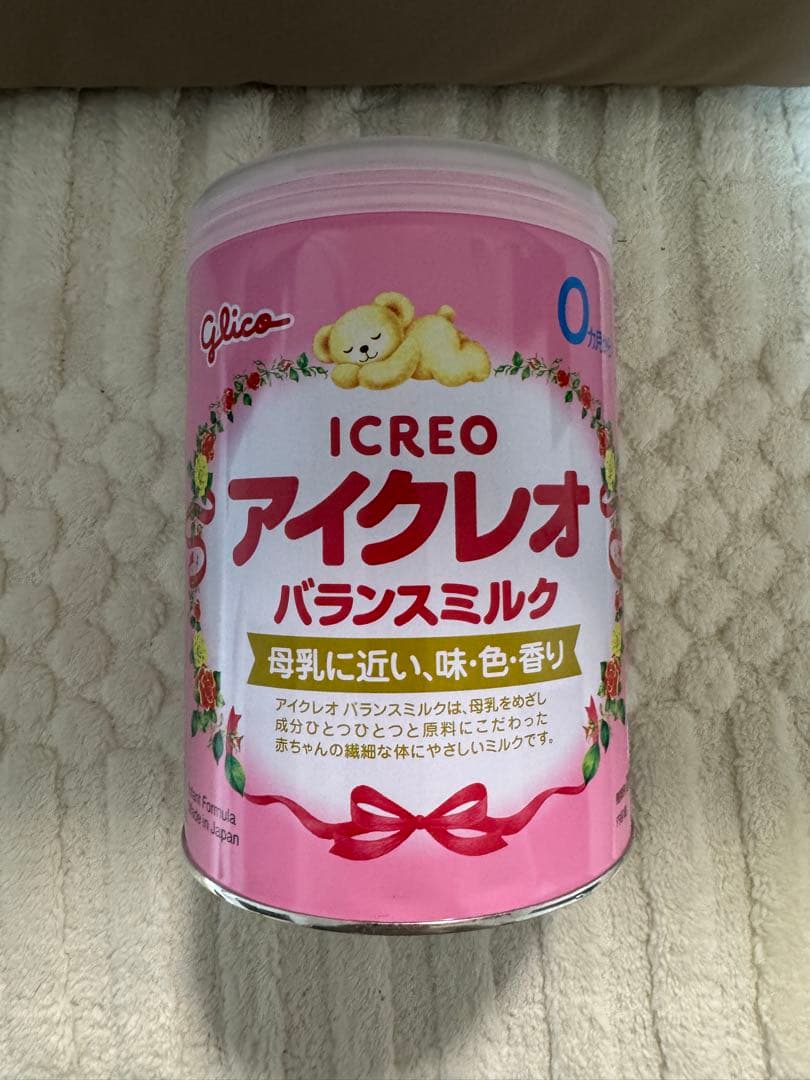 Glico
0ヵ月
ICREO
アイクレオ
バランスミルク
母乳に近い、味・色・香り
アイクレオ バランスミルクは、母乳をめざし
成分ひとつひとつと原料にこだわった
赤ちゃんの繊細な体にやさしいミルクです。
Formula
in Japan